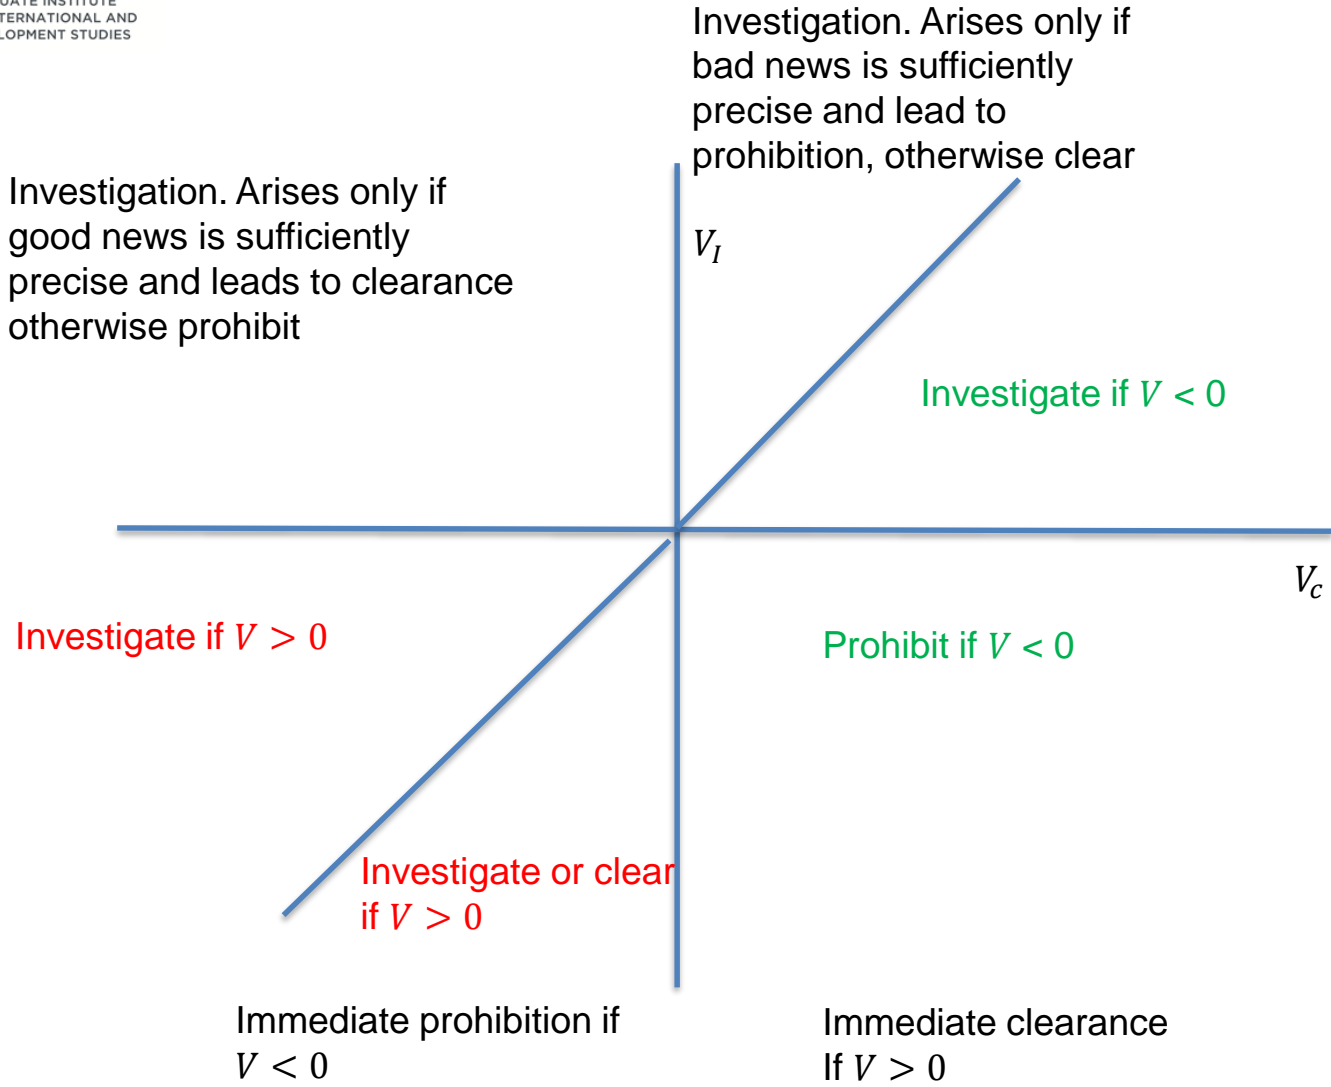 TERNATIONAL AND
LOPMENT STUDIES
Investigation. Arises only if
bad news is sufficiently
precise and lead to
prohibition, otherwise clear
Investigation. Arises only if
good news is sufficiently
precise and leads to clearance
otherwise prohibit
V_I
Investigate if V < 0
V_c
Investigate if V > 0
Prohibit if V < 0
Investigate or clear
if V > 0
Immediate prohibition if
V < 0
Immediate clearance
If V > 0